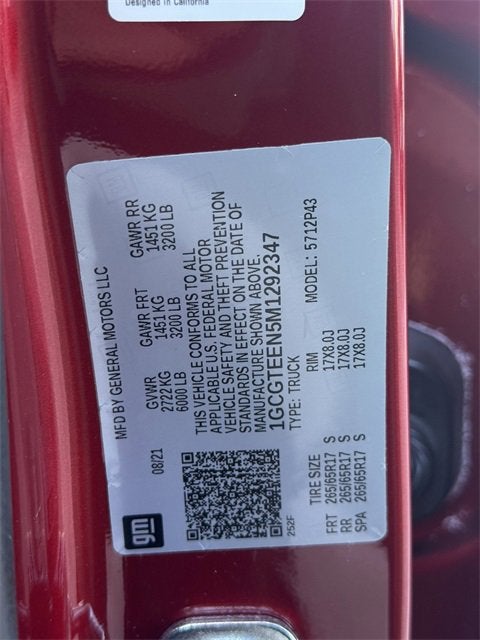 Designed in California
gm
08/21
MFD BY GENERAL MOTORS LLC
GVWR GAWR FRT GAWR RR
2722 KG 1451 KG 1451 KG
6000 LB 3200 LB 3200 LB
THIS VEHICLE CONFORMS TO ALL
APPLICABLE U.S. FEDERAL MOTOR
VEHICLE SAFETY AND THEFT PREVENTION
STANDARDS IN EFFECT ON THE DATE OF
MANUFACTURE SHOWN ABOVE.
1GCGTEEN5M1292347
TYPE: TRUCK MODEL: 5712P43
252F
TIRE SIZE RIM
FRT 265/65R17 S 17X8.0J
RR 265/65R17 S 17X8.0J
SPA 265/65R17 S 17X8.0J